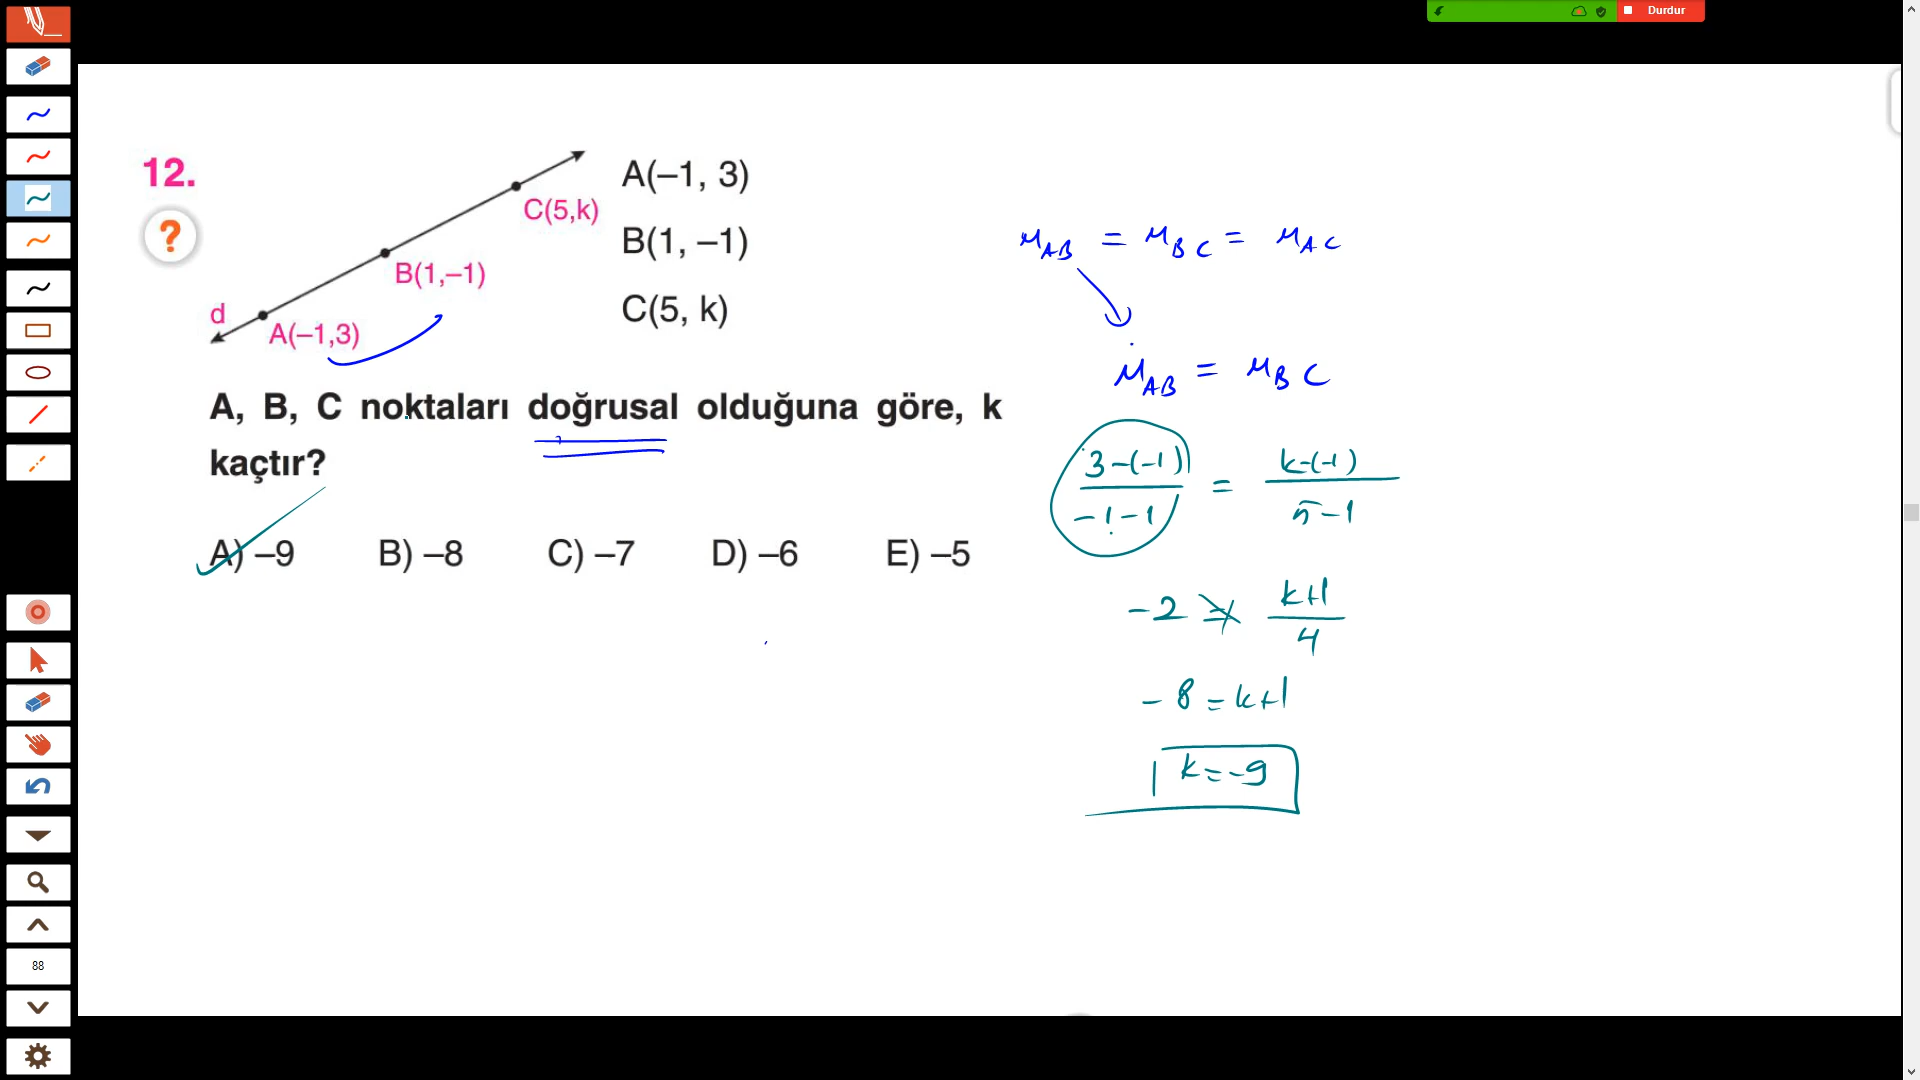 Durdur
12.
?
A(–1, 3)
B(1, –1)
C(5, k)
C(5,k)
B(1,–1)
d
A(–1,3)
A, B, C noktaları doğrusal olduğuna göre, k
kaçtır?
A) –9 B) –8 C) –7 D) –6 E) –5
m_AB = m_BC = m_AC
m_AB = m_BC
3-(-1) / -1-1 = k-(-1) / 5-1
-2 = k+1 / 4
-8 = k+1
k = -9
88